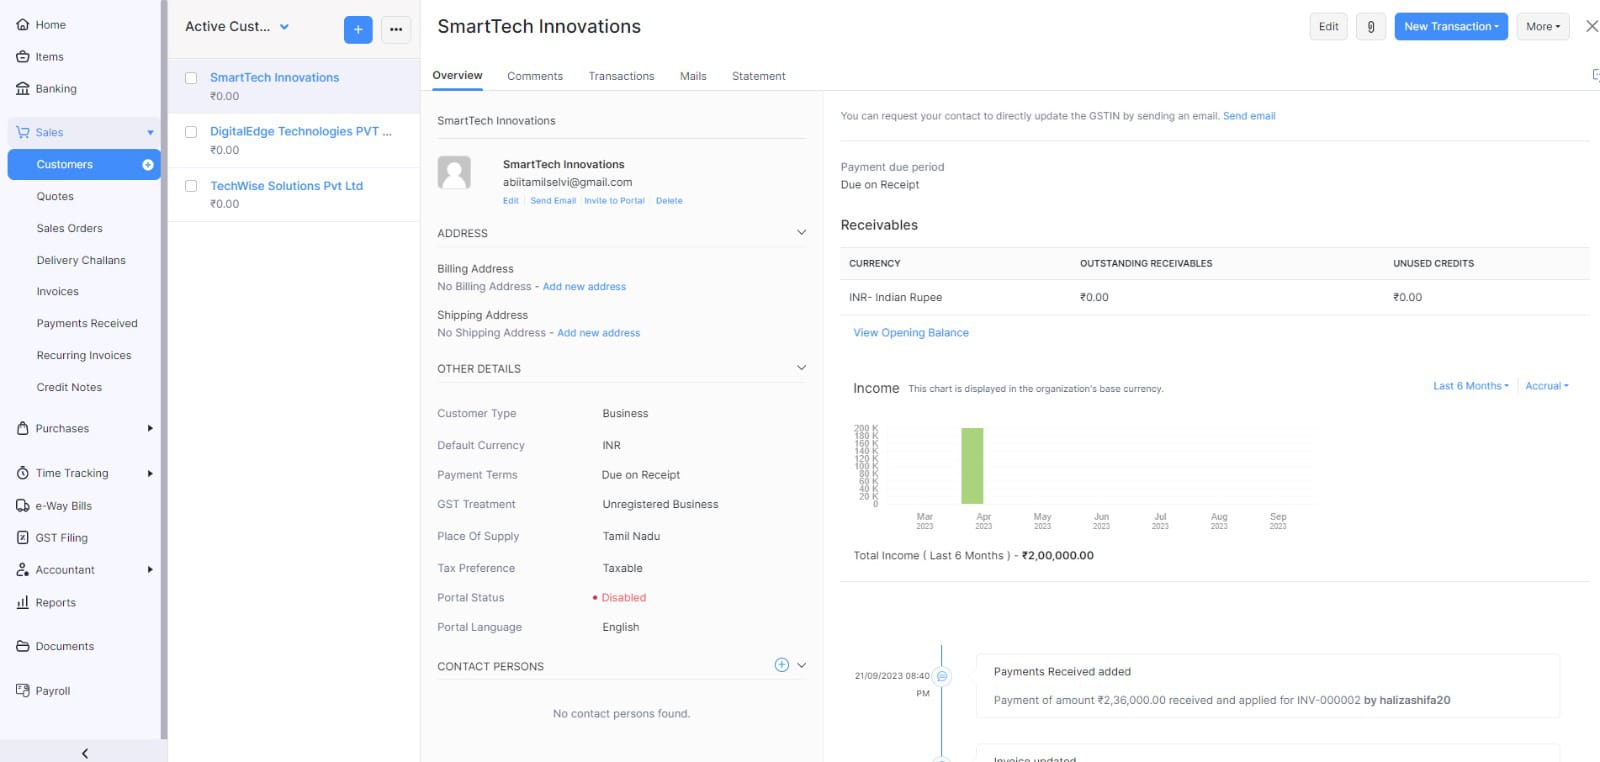 Home
Items
Banking
Sales
Customers
Quotes
Sales Orders
Delivery Challans
Invoices
Payments Received
Recurring Invoices
Credit Notes
Purchases
Time Tracking
e-Way Bills
GST Filing
Accountant
Reports
Documents
Payroll
Active Cust...
SmartTech Innovations
₹0.00
DigitalEdge Technologies PVT ...
₹0.00
TechWise Solutions Pvt Ltd
₹0.00
SmartTech Innovations
Edit New Transaction More
Overview Comments Transactions Mails Statement
SmartTech Innovations
SmartTech Innovations
abiitamilselvi@gmail.com
Edit Send Email Invite to Portal Delete
ADDRESS
Billing Address
No Billing Address - Add new address
Shipping Address
No Shipping Address - Add new address
OTHER DETAILS
Customer Type Business
Default Currency INR
Payment Terms Due on Receipt
GST Treatment Unregistered Business
Place Of Supply Tamil Nadu
Tax Preference Taxable
Portal Status • Disabled
Portal Language English
CONTACT PERSONS
No contact persons found.
You can request your contact to directly update the GSTIN by sending an email. Send email
Payment due period
Due on Receipt
Receivables
CURRENCY OUTSTANDING RECEIVABLES UNUSED CREDITS
INR- Indian Rupee ₹0.00 ₹0.00
View Opening Balance
Income This chart is displayed in the organization's base currency. Last 6 Months Accrual
200 K
180 K
160 K
140 K
120 K
100 K
80 K
60 K
40 K
20 K
0
Mar Apr May Jun Jul Aug Sep
2023 2023 2023 2023 2023 2023 2023
Total Income ( Last 6 Months ) - ₹2,00,000.00
21/09/2023 08:40
PM
Payments Received added
Payment of amount ₹2,36,000.00 received and applied for INV-000002 by halizashifa20
Invoice updated